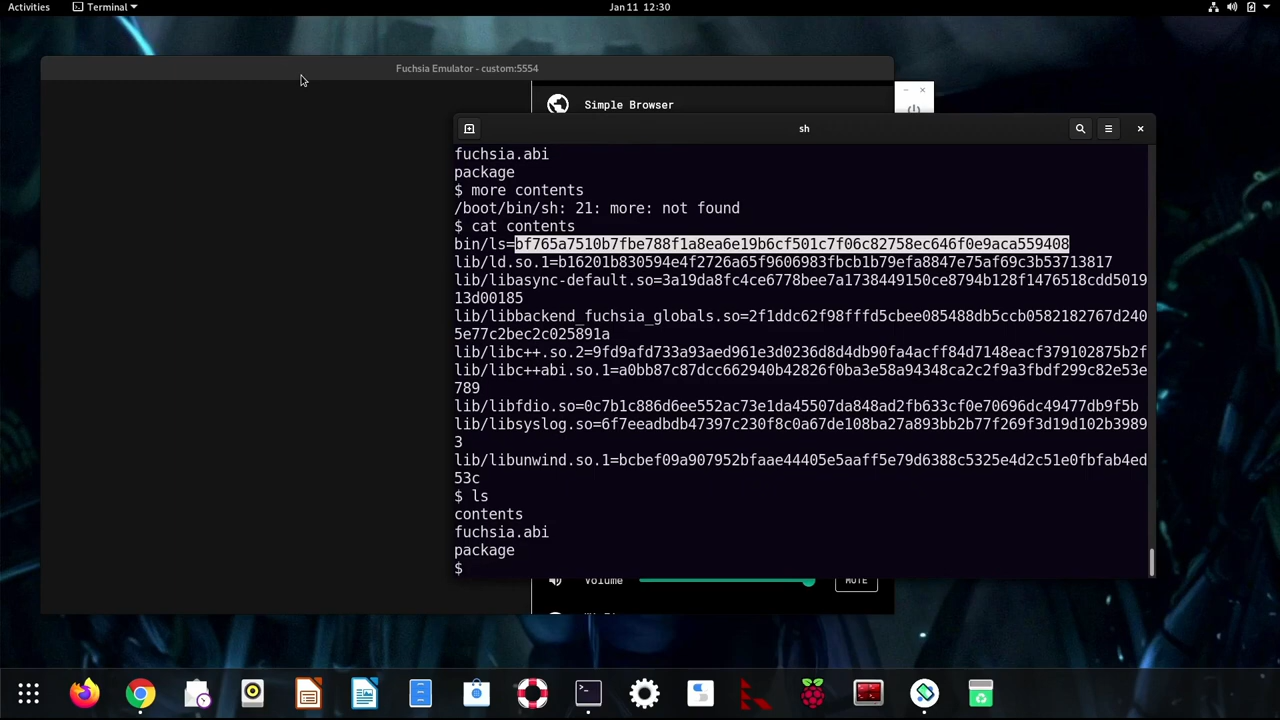 Activities
Terminal
Jan 11 12:30
Fuchsia Emulator - custom:5554
Simple Browser
sh
fuchsia.abi
package
$ more contents
/boot/bin/sh: 21: more: not found
$ cat contents
bin/ls=bf765a7510b7fbe788f1a8ea6e19b6cf501c7f06c82758ec646f0e9aca559408
lib/ld.so.1=b16201b830594e4f2726a65f9606983fbcb1b79efa8847e75af69c3b53713817
lib/libasync-default.so=3a19da8fc4ce6778bee7a1738449150ce8794b128f1476518cdd5019
13d00185
lib/libbackend_fuchsia_globals.so=2f1ddc62f98fffd5cbee085488db5ccb0582182767d240
5e77c2bec2c025891a
lib/libc++.so.2=9fd9afd733a93aed961e3d0236d8d4db90fa4acff84d7148eacf379102875b2f
lib/libc++abi.so.1=a0bb87c87dcc662940b42826f0ba3e58a94348ca2c2f9a3fbdf299c82e53e
789
lib/libfdio.so=0c7b1c886d6ee552ac73e1da45507da848ad2fb633cf0e70696dc49477db9f5b
lib/libsyslog.so=6f7eeadbdb47397c230f8c0a67de108ba27a893bb2b77f269f3d19d102b3989
3
lib/libunwind.so.1=bcbef09a907952bfaae44405e5aaff5e79d6388c5325e4d2c51e0fbfab4ed
53c
$ ls
contents
fuchsia.abi
package
$
Volume
MUTE